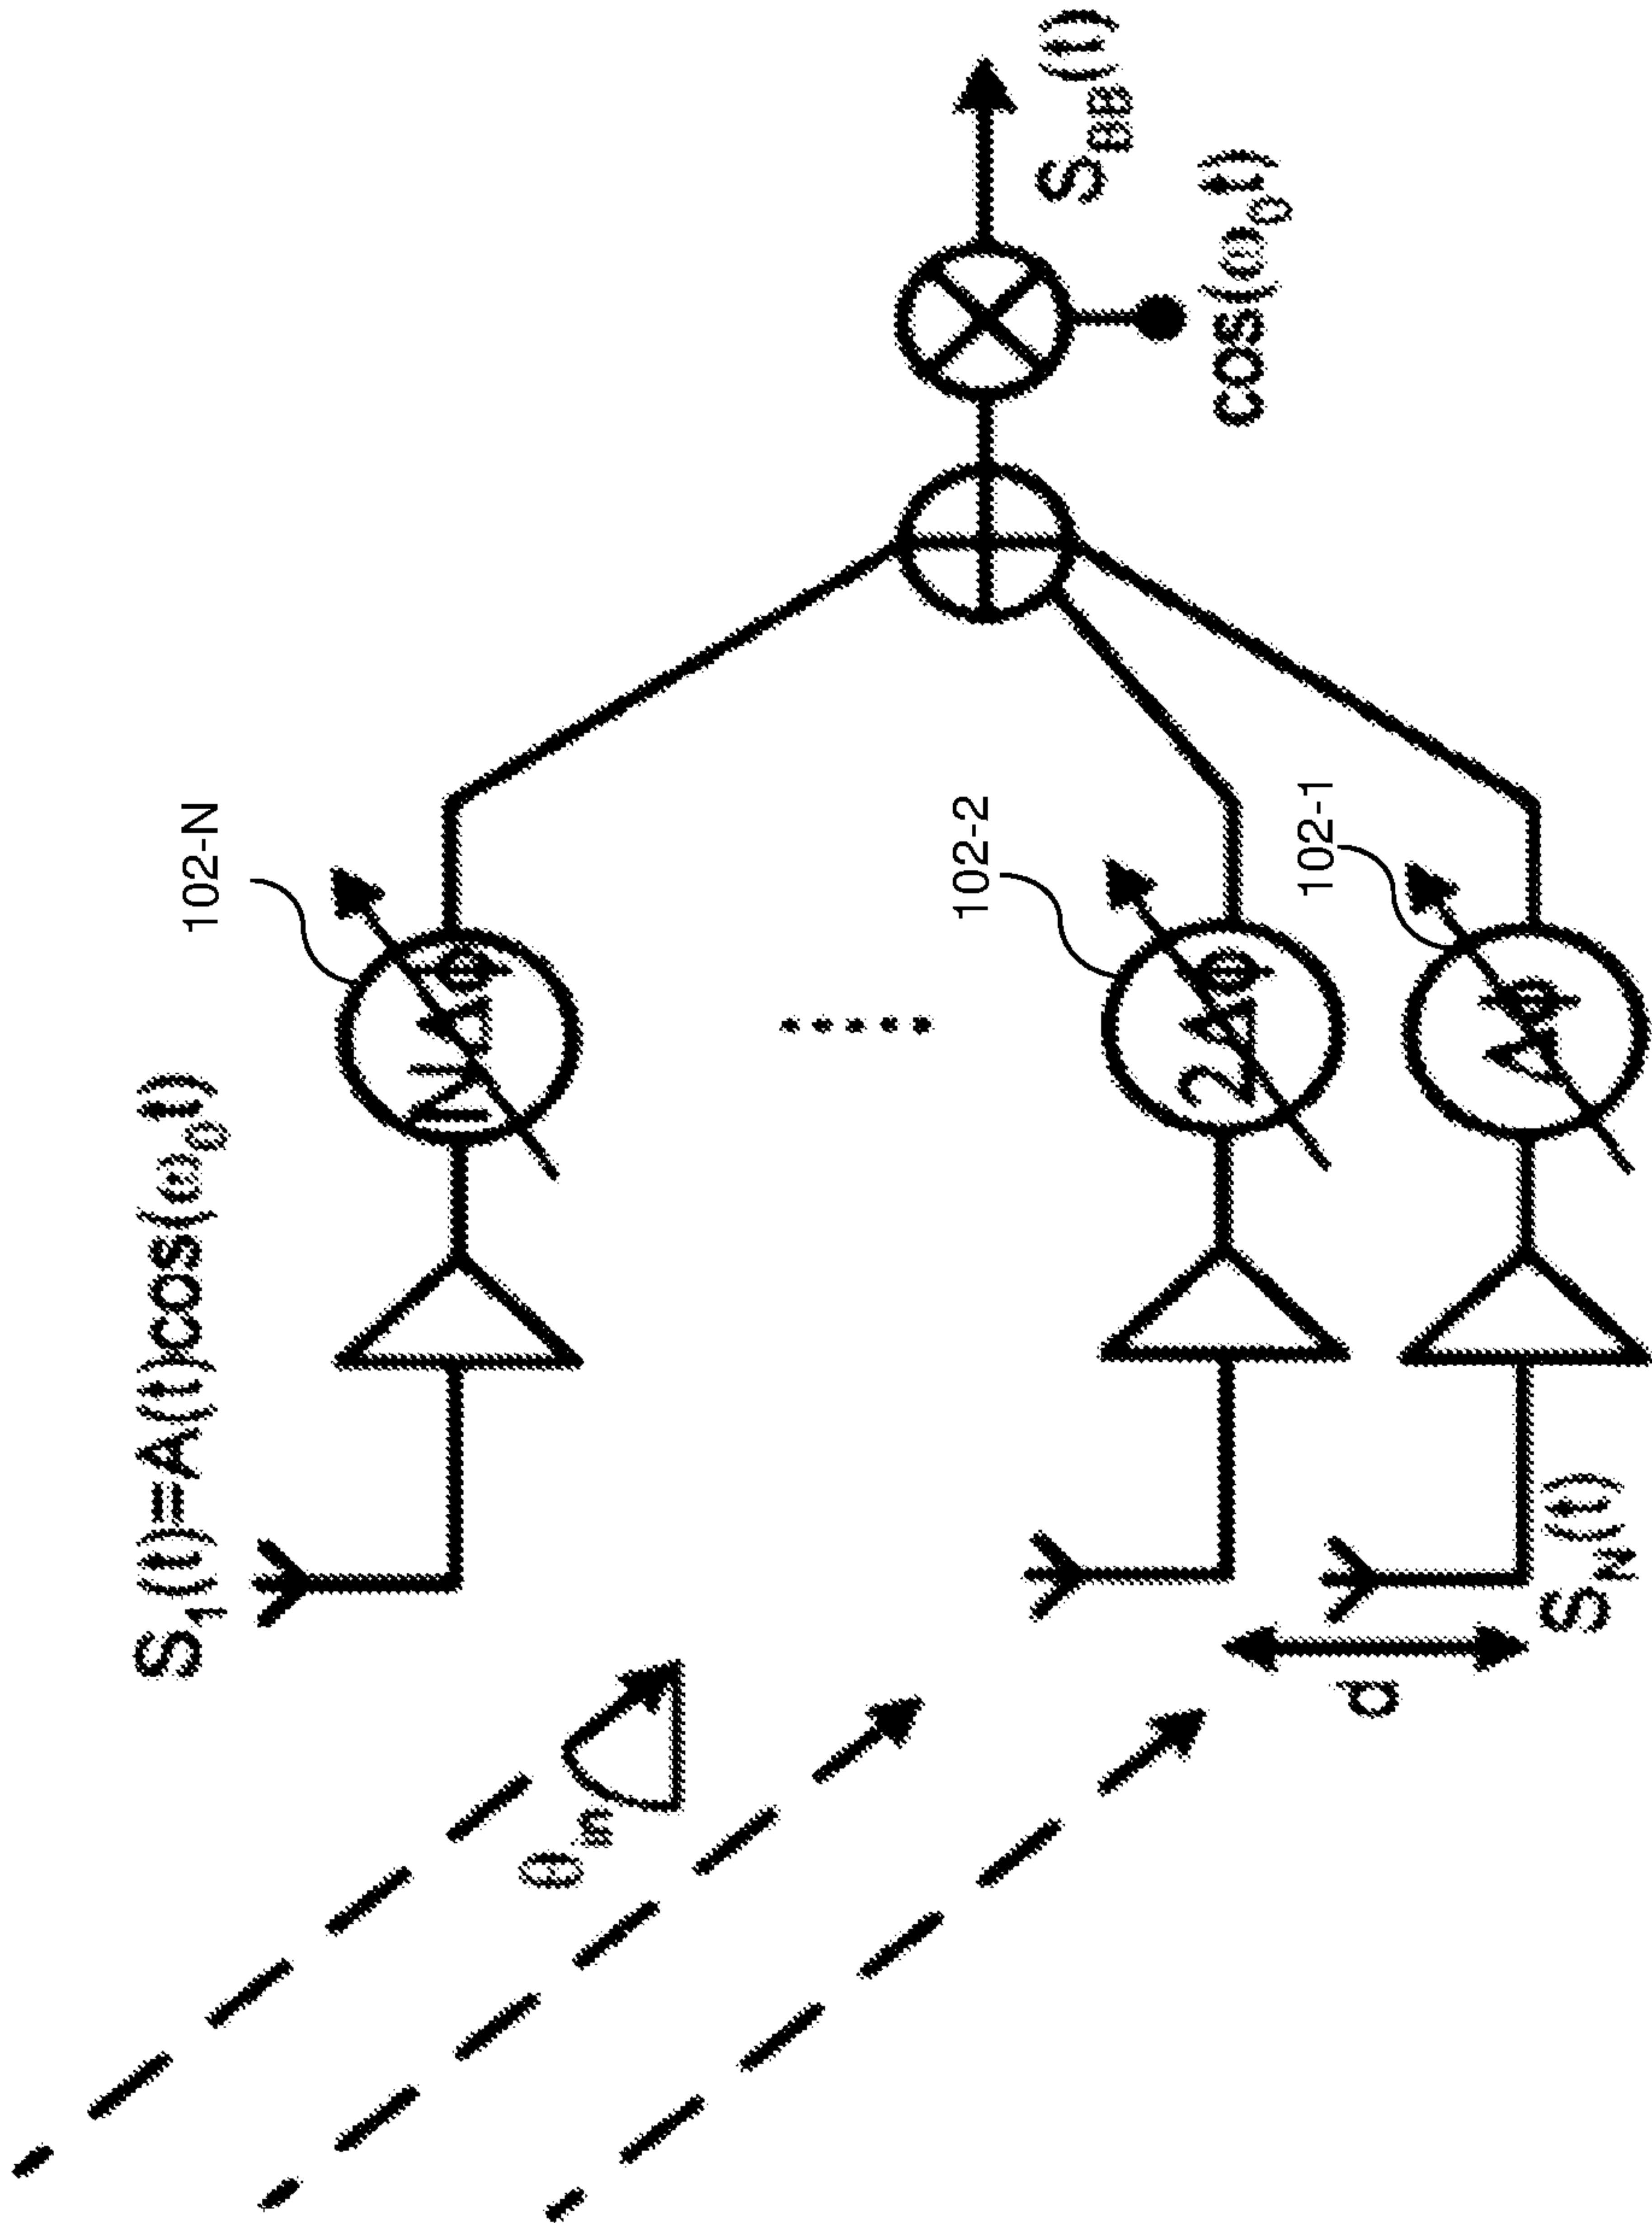 S₁(t)=A(t)cos(ω₀t)
102-N
NΔϕ
θin
102-2
2Δϕ
102-1
Δϕ
d
SN(t)
SBB(t)
cos(ω₀t)